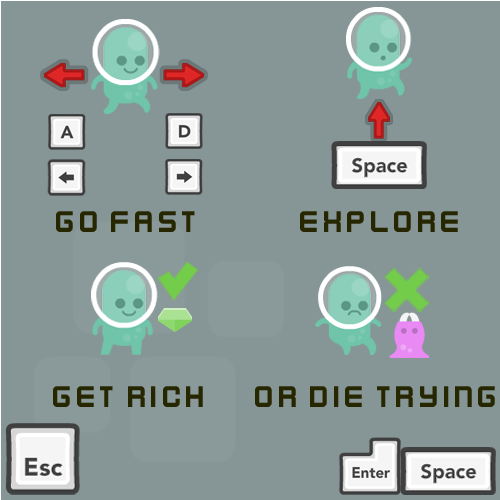 A D
Space
GO FAST EXPLORE
GET RICH OR DIE TRYING
Esc Enter Space